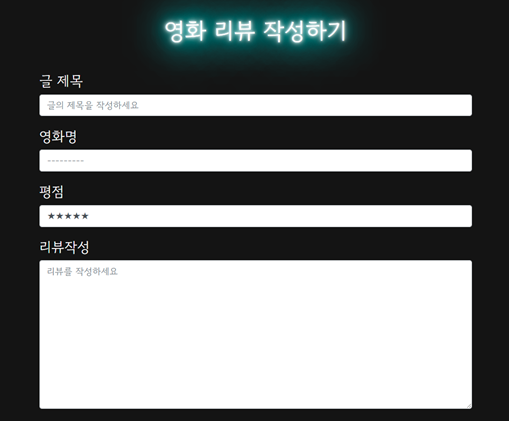 영화 리뷰 작성하기
글 제목
글의 제목을 작성하세요
영화명
---------
평점
★★★★★
리뷰작성
리뷰를 작성하세요